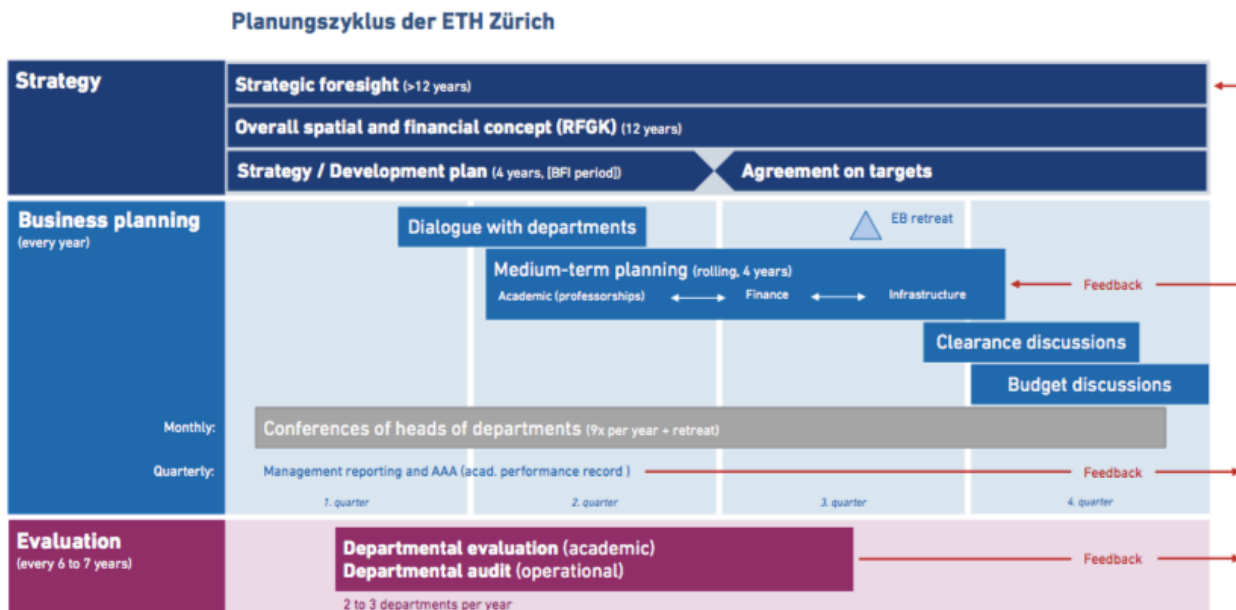 Planungszyklus der ETH Zürich
Strategy
Strategic foresight (>12 years)
Overall spatial and financial concept (RFGK) (12 years)
Strategy / Development plan (4 years, [BFI period])
Agreement on targets
Business planning
(every year)
Dialogue with departments
EB retreat
Medium-term planning (rolling, 4 years)
Academic (professorships)
Finance
Infrastructure
Feedback
Clearance discussions
Budget discussions
Monthly:
Conferences of heads of departments (9x per year + retreat)
Quarterly:
Management reporting and AAA (acad. performance record )
Feedback
1. quarter
2. quarter
3. quarter
4. quarter
Evaluation
(every 6 to 7 years)
Departmental evaluation (academic)
Departmental audit (operational)
Feedback
2 to 3 departments per year